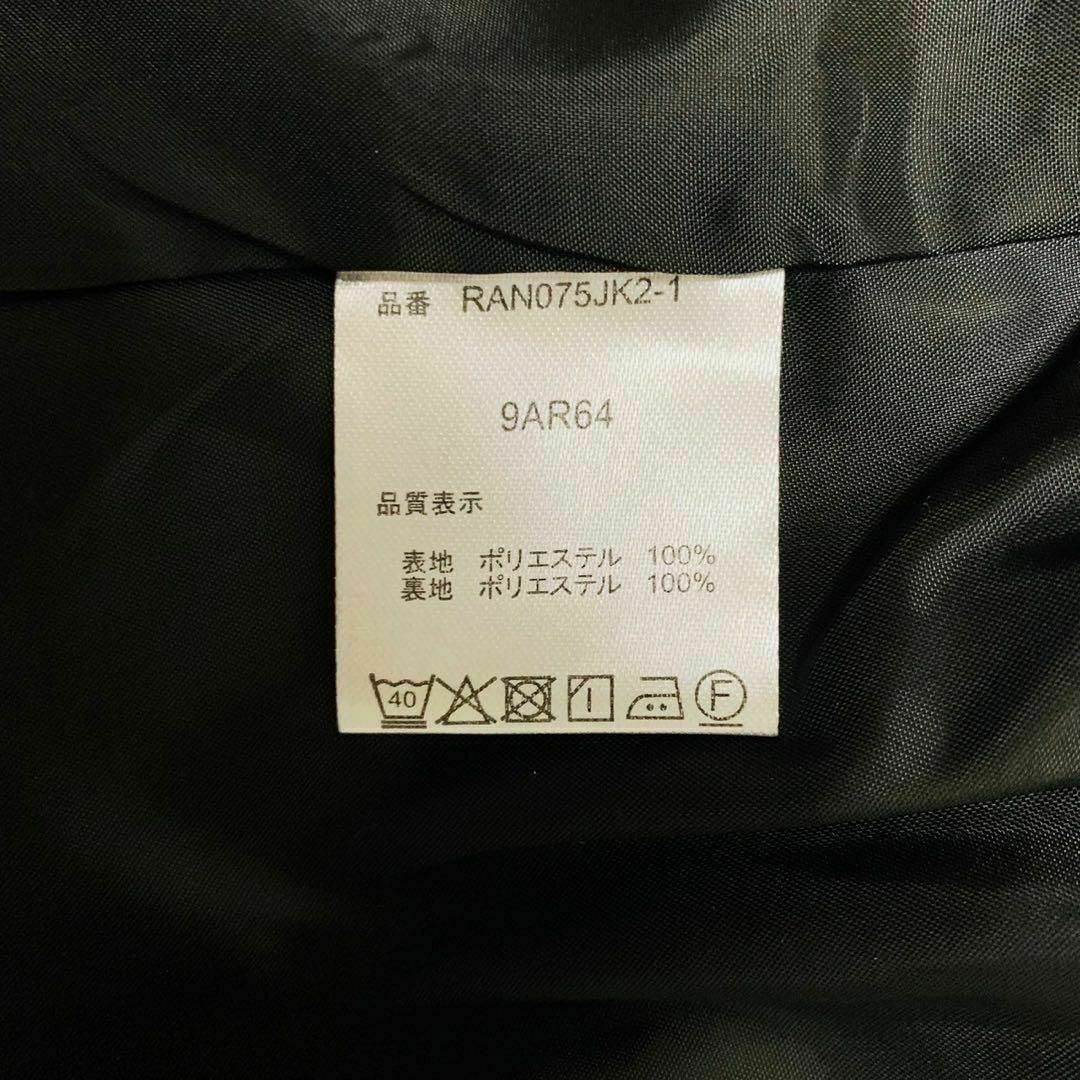 品番 RAN075JK2-1
9AR64
品質表示
表地 ポリエステル 100%
裏地 ポリエステル 100%
40 F